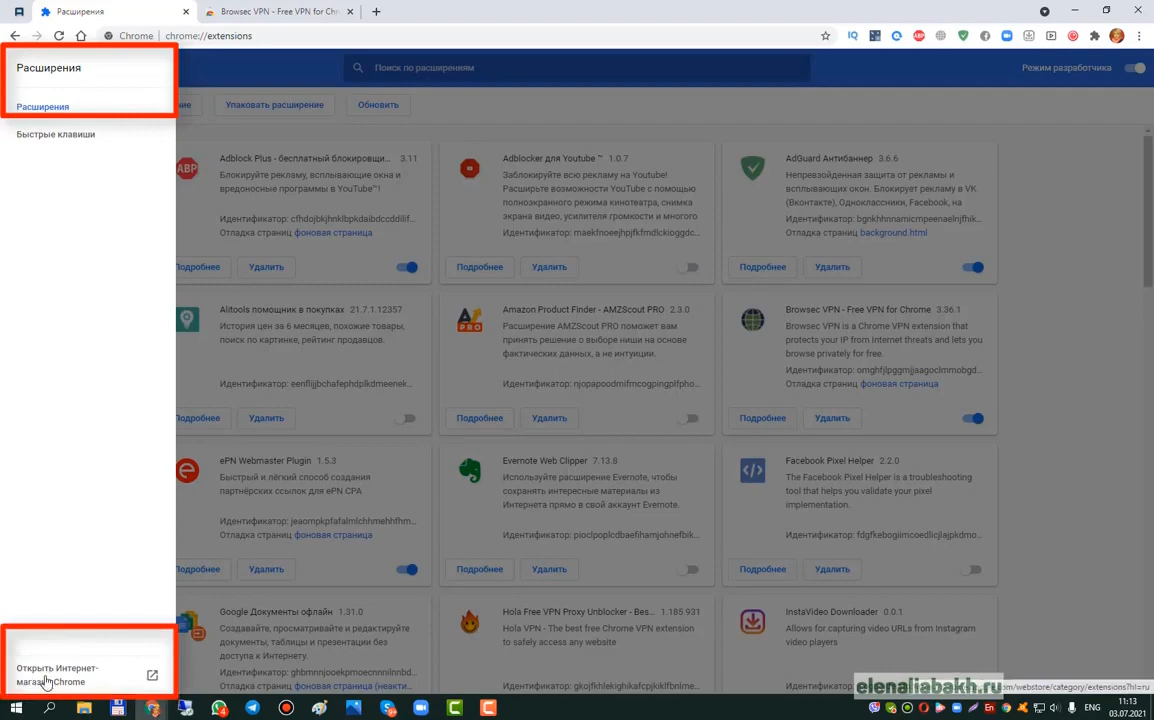 Расширения
Browsec VPN - Free VPN for Chr
Chrome | chrome://extensions
Расширения
Поиск по расширениям
Режим разработчика
Расширения
Упаковать расширение
Обновить
Быстрые клавиши
Adblock Plus - бесплатный блокировщи... 3.11
Блокируйте рекламу, всплывающие окна и
вредоносные программы в YouTube™!
Идентификатор: cfhdojbkjhnklbpkdaibdccddilif...
Отладка страниц фоновая страница
Подробнее
Удалить
Adblocker для Youtube ™ 1.0.7
Заблокируйте всю рекламу на Youtube!
Расширьте возможности YouTube с помощью
полноэкранного режима кинотеатра, снимка
экрана видео, усилителя громкости и многого
Идентификатор: maekfnoeejhpjfkfmdlckioggdc...
Подробнее
Удалить
AdGuard Антибаннер 3.6.6
Непревзойденная защита от рекламы и
всплывающих окон. Блокирует рекламу в VK
(Вконтакте), Одноклассники, Facebook, на
Идентификатор: bgnkhhnnamicmpeenaelnjfhik...
Отладка страниц background.html
Подробнее
Удалить
Alitools помощник в покупках 21.7.1.12357
История цен за 6 месяцев, похожие товары,
поиск по картинке, рейтинг продавцов.
Идентификатор: eenflijjbchafephdplkdmeenek...
Подробнее
Удалить
Amazon Product Finder - AMZScout PRO 2.3.0
Расширение AMZScout PRO поможет вам
принять решение о выборе ниши на основе
фактических данных, а не интуиции.
Идентификатор: njopapoodmifmcogpingplfpho...
Подробнее
Удалить
Browsec VPN - Free VPN for Chrome 3.36.1
Browsec VPN is a Chrome VPN extension that
protects your IP from Internet threats and lets you
browse privately for free.
Идентификатор: omghfjlpggmjjaagoclmmobgd...
Отладка страниц фоновая страница
Подробнее
Удалить
ePN Webmaster Plugin 1.5.3
Быстрый и лёгкий способ создания
партнёрских ссылок для ePN CPA
Идентификатор: jeaompkpfafalmlchhmehhfhm...
Отладка страниц фоновая страница
Подробнее
Удалить
Evernote Web Clipper 7.13.8
Используйте расширение Evernote, чтобы
сохранять интересные материалы из
Интернета прямо в свой аккаунт Evernote.
Идентификатор: pioclpoplcdbaefihamjohnefbik...
Подробнее
Удалить
Facebook Pixel Helper 2.2.0
The Facebook Pixel Helper is a troubleshooting
tool that helps you validate your pixel
implementation.
Идентификатор: fdgfkebogiimcoedlicjlajpkdmo...
Подробнее
Удалить
Google Документы офлайн 1.31.0
Создавайте, просматривайте и редактируйте
документы, таблицы и презентации без
доступа к Интернету.
Идентификатор: ghbmnnjooekpmoecnnnilnnbd...
Отладка страниц фоновая страница (неакти...
Hola Free VPN Proxy Unblocker - Bes... 1.185.931
Hola VPN - The best free Chrome VPN extension
to safely access any website
Идентификатор: gkojfkhlekighikafcpjkiklfbnlmeio...
InstaVideo Downloader 0.0.1
Allows for capturing video URLs from Instagram
video players
Открыть Интернет-
магазин Chrome
elenaliabakh.ru
com/webstore/category/extensions?hl=ru
ENG
11:13
03.07.2021